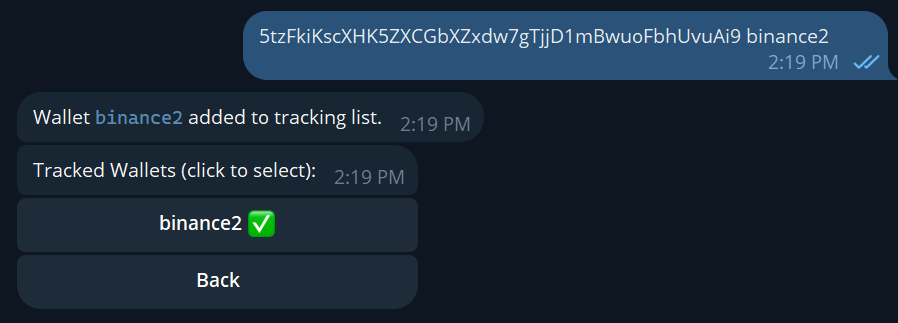 5tzFkiKscXHK5ZXCGbXZxdw7gTjjD1mBwuoFbhUvuAi9 binance2
2:19 PM
Wallet binance2 added to tracking list. 2:19 PM
Tracked Wallets (click to select): 2:19 PM
binance2 ✅
Back